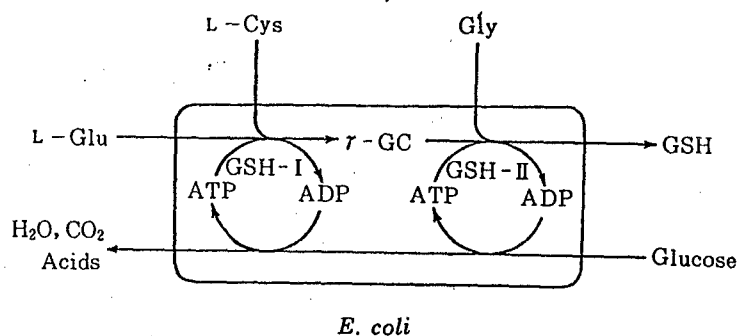 L-Cys
Gly
L-Glu
γ-GC
GSH
GSH-I
GSH-II
ATP
ADP
ATP
ADP
H₂O, CO₂
Acids
Glucose
E. coli